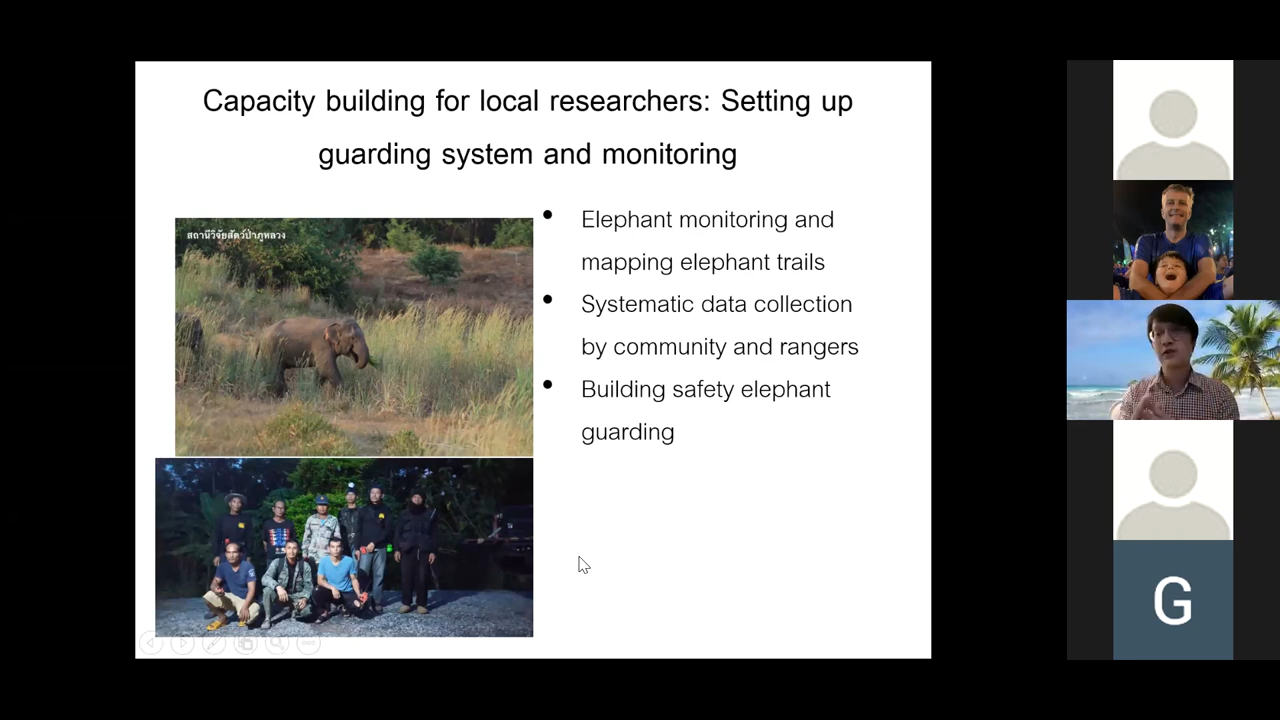 Capacity building for local researchers: Setting up
guarding system and monitoring
สถานีวิจัยสัตว์ป่าภูหลวง
• Elephant monitoring and
mapping elephant trails
• Systematic data collection
by community and rangers
• Building safety elephant
guarding
G